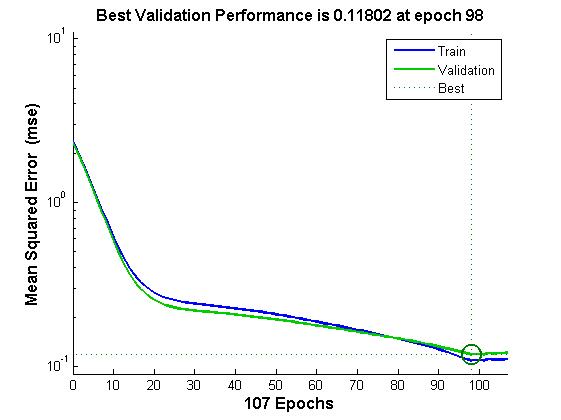 Best Validation Performance is 0.11802 at epoch 98
Train
Validation
Best
Mean Squared Error (mse)
10^1
10^0
10^-1
0 10 20 30 40 50 60 70 80 90 100
107 Epochs